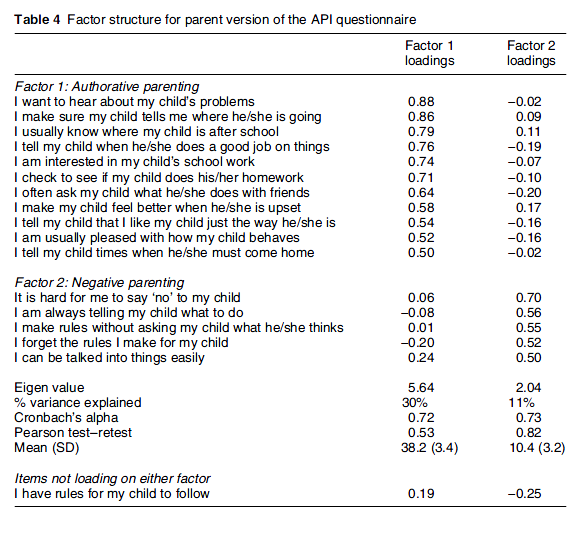 Table 4 Factor structure for parent version of the API questionnaire
Factor 1 Factor 2
loadings loadings
Factor 1: Authorative parenting
I want to hear about my child's problems 0.88 −0.02
I make sure my child tells me where he/she is going 0.86 0.09
I usually know where my child is after school 0.79 0.11
I tell my child when he/she does a good job on things 0.76 −0.19
I am interested in my child's school work 0.74 −0.07
I check to see if my child does his/her homework 0.71 −0.10
I often ask my child what he/she does with friends 0.64 −0.20
I make my child feel better when he/she is upset 0.58 0.17
I tell my child that I like my child just the way he/she is 0.54 −0.16
I am usually pleased with how my child behaves 0.52 −0.16
I tell my child times when he/she must come home 0.50 −0.02
Factor 2: Negative parenting
It is hard for me to say 'no' to my child 0.06 0.70
I am always telling my child what to do −0.08 0.56
I make rules without asking my child what he/she thinks 0.01 0.55
I forget the rules I make for my child −0.20 0.52
I can be talked into things easily 0.24 0.50
Eigen value 5.64 2.04
% variance explained 30% 11%
Cronbach's alpha 0.72 0.73
Pearson test–retest 0.53 0.82
Mean (SD) 38.2 (3.4) 10.4 (3.2)
Items not loading on either factor
I have rules for my child to follow 0.19 −0.25